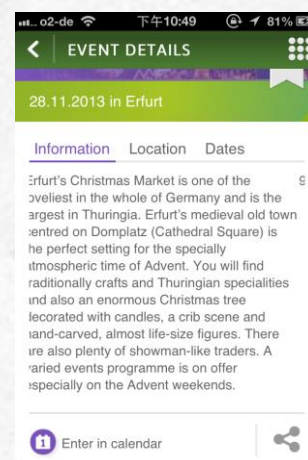 o2-de 下午10:49 81%
EVENT DETAILS
28.11.2013 in Erfurt
Information Location Dates
Erfurt's Christmas Market is one of the 9
oveliest in the whole of Germany and is the
argest in Thuringia. Erfurt's medieval old town
centred on Domplatz (Cathedral Square) is
he perfect setting for the specially
atmospheric time of Advent. You will find
raditionally crafts and Thuringian specialities
and also an enormous Christmas tree
decorated with candles, a crib scene and
hand-carved, almost life-size figures. There
are also plenty of showman-like traders. A
varied events programme is on offer
especially on the Advent weekends.
1 Enter in calendar